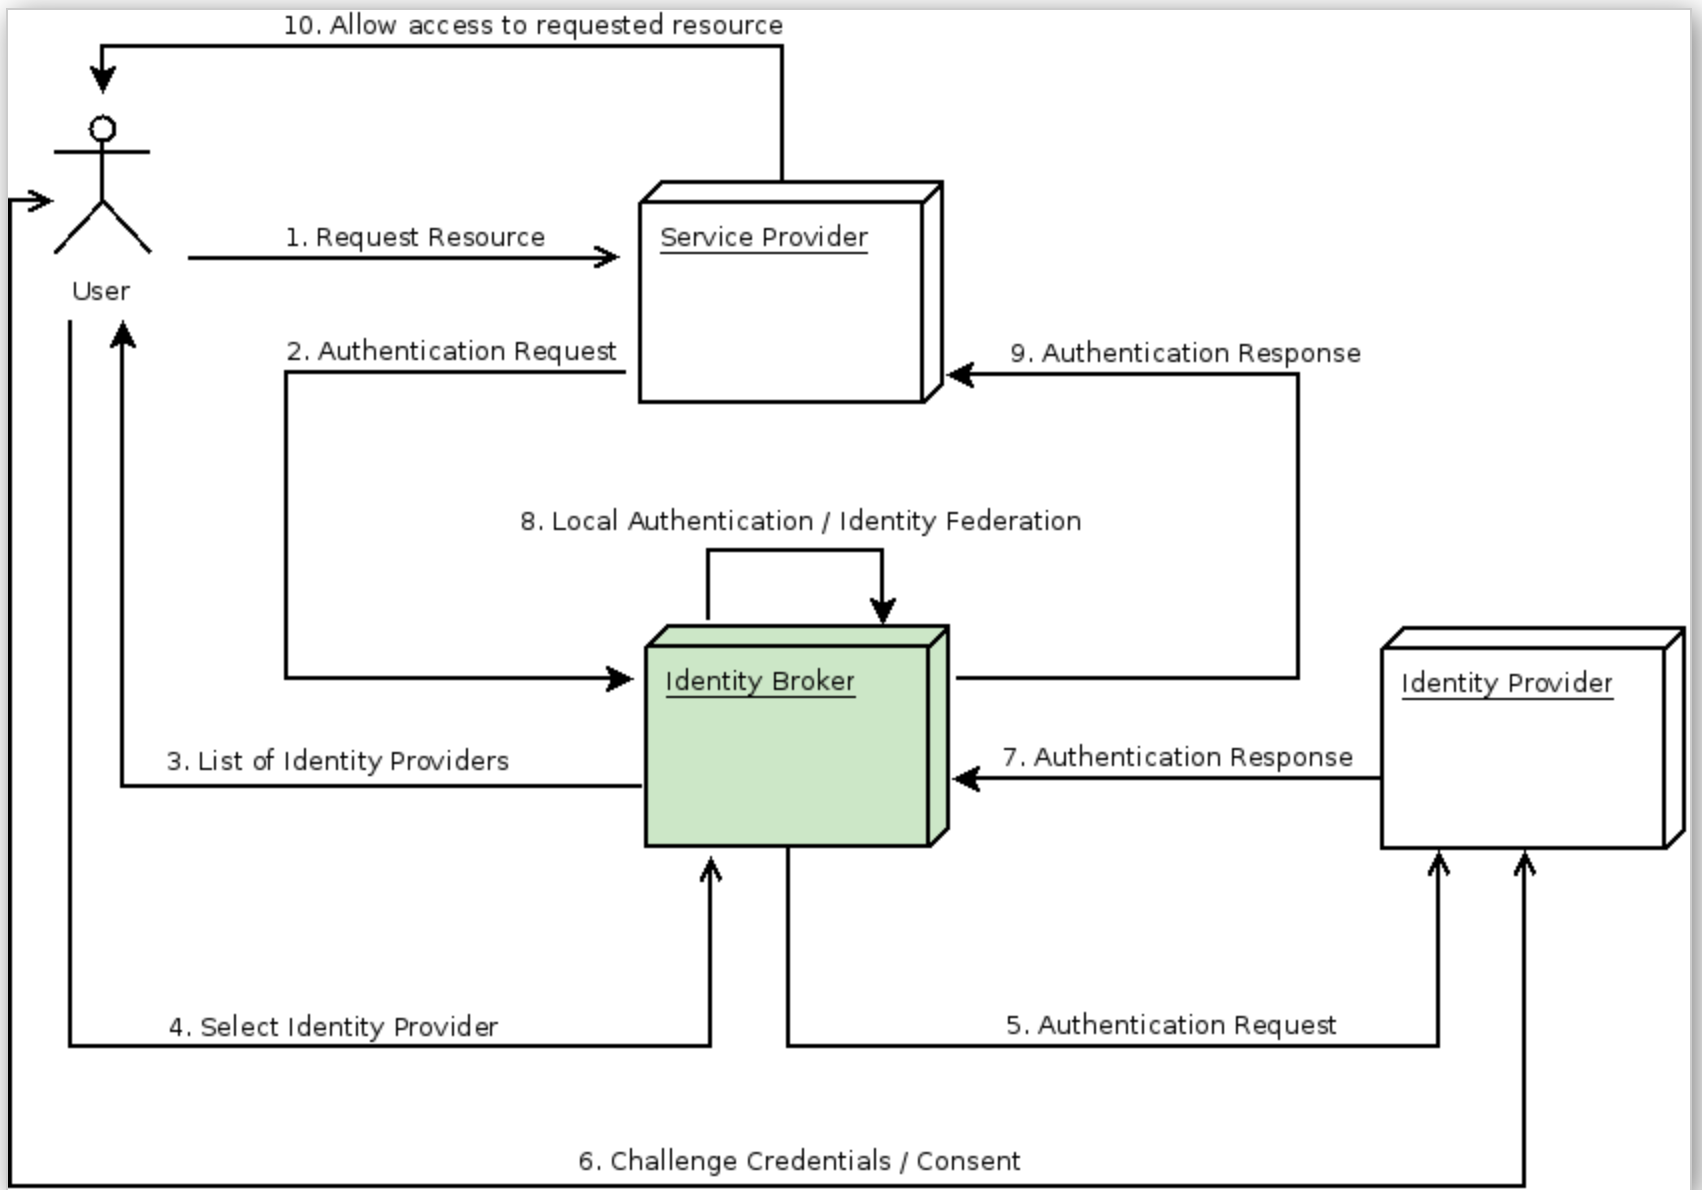 10. Allow access to requested resource
1. Request Resource
Service Provider
User
2. Authentication Request
9. Authentication Response
8. Local Authentication / Identity Federation
Identity Broker
Identity Provider
3. List of Identity Providers
7. Authentication Response
4. Select Identity Provider
5. Authentication Request
6. Challenge Credentials / Consent